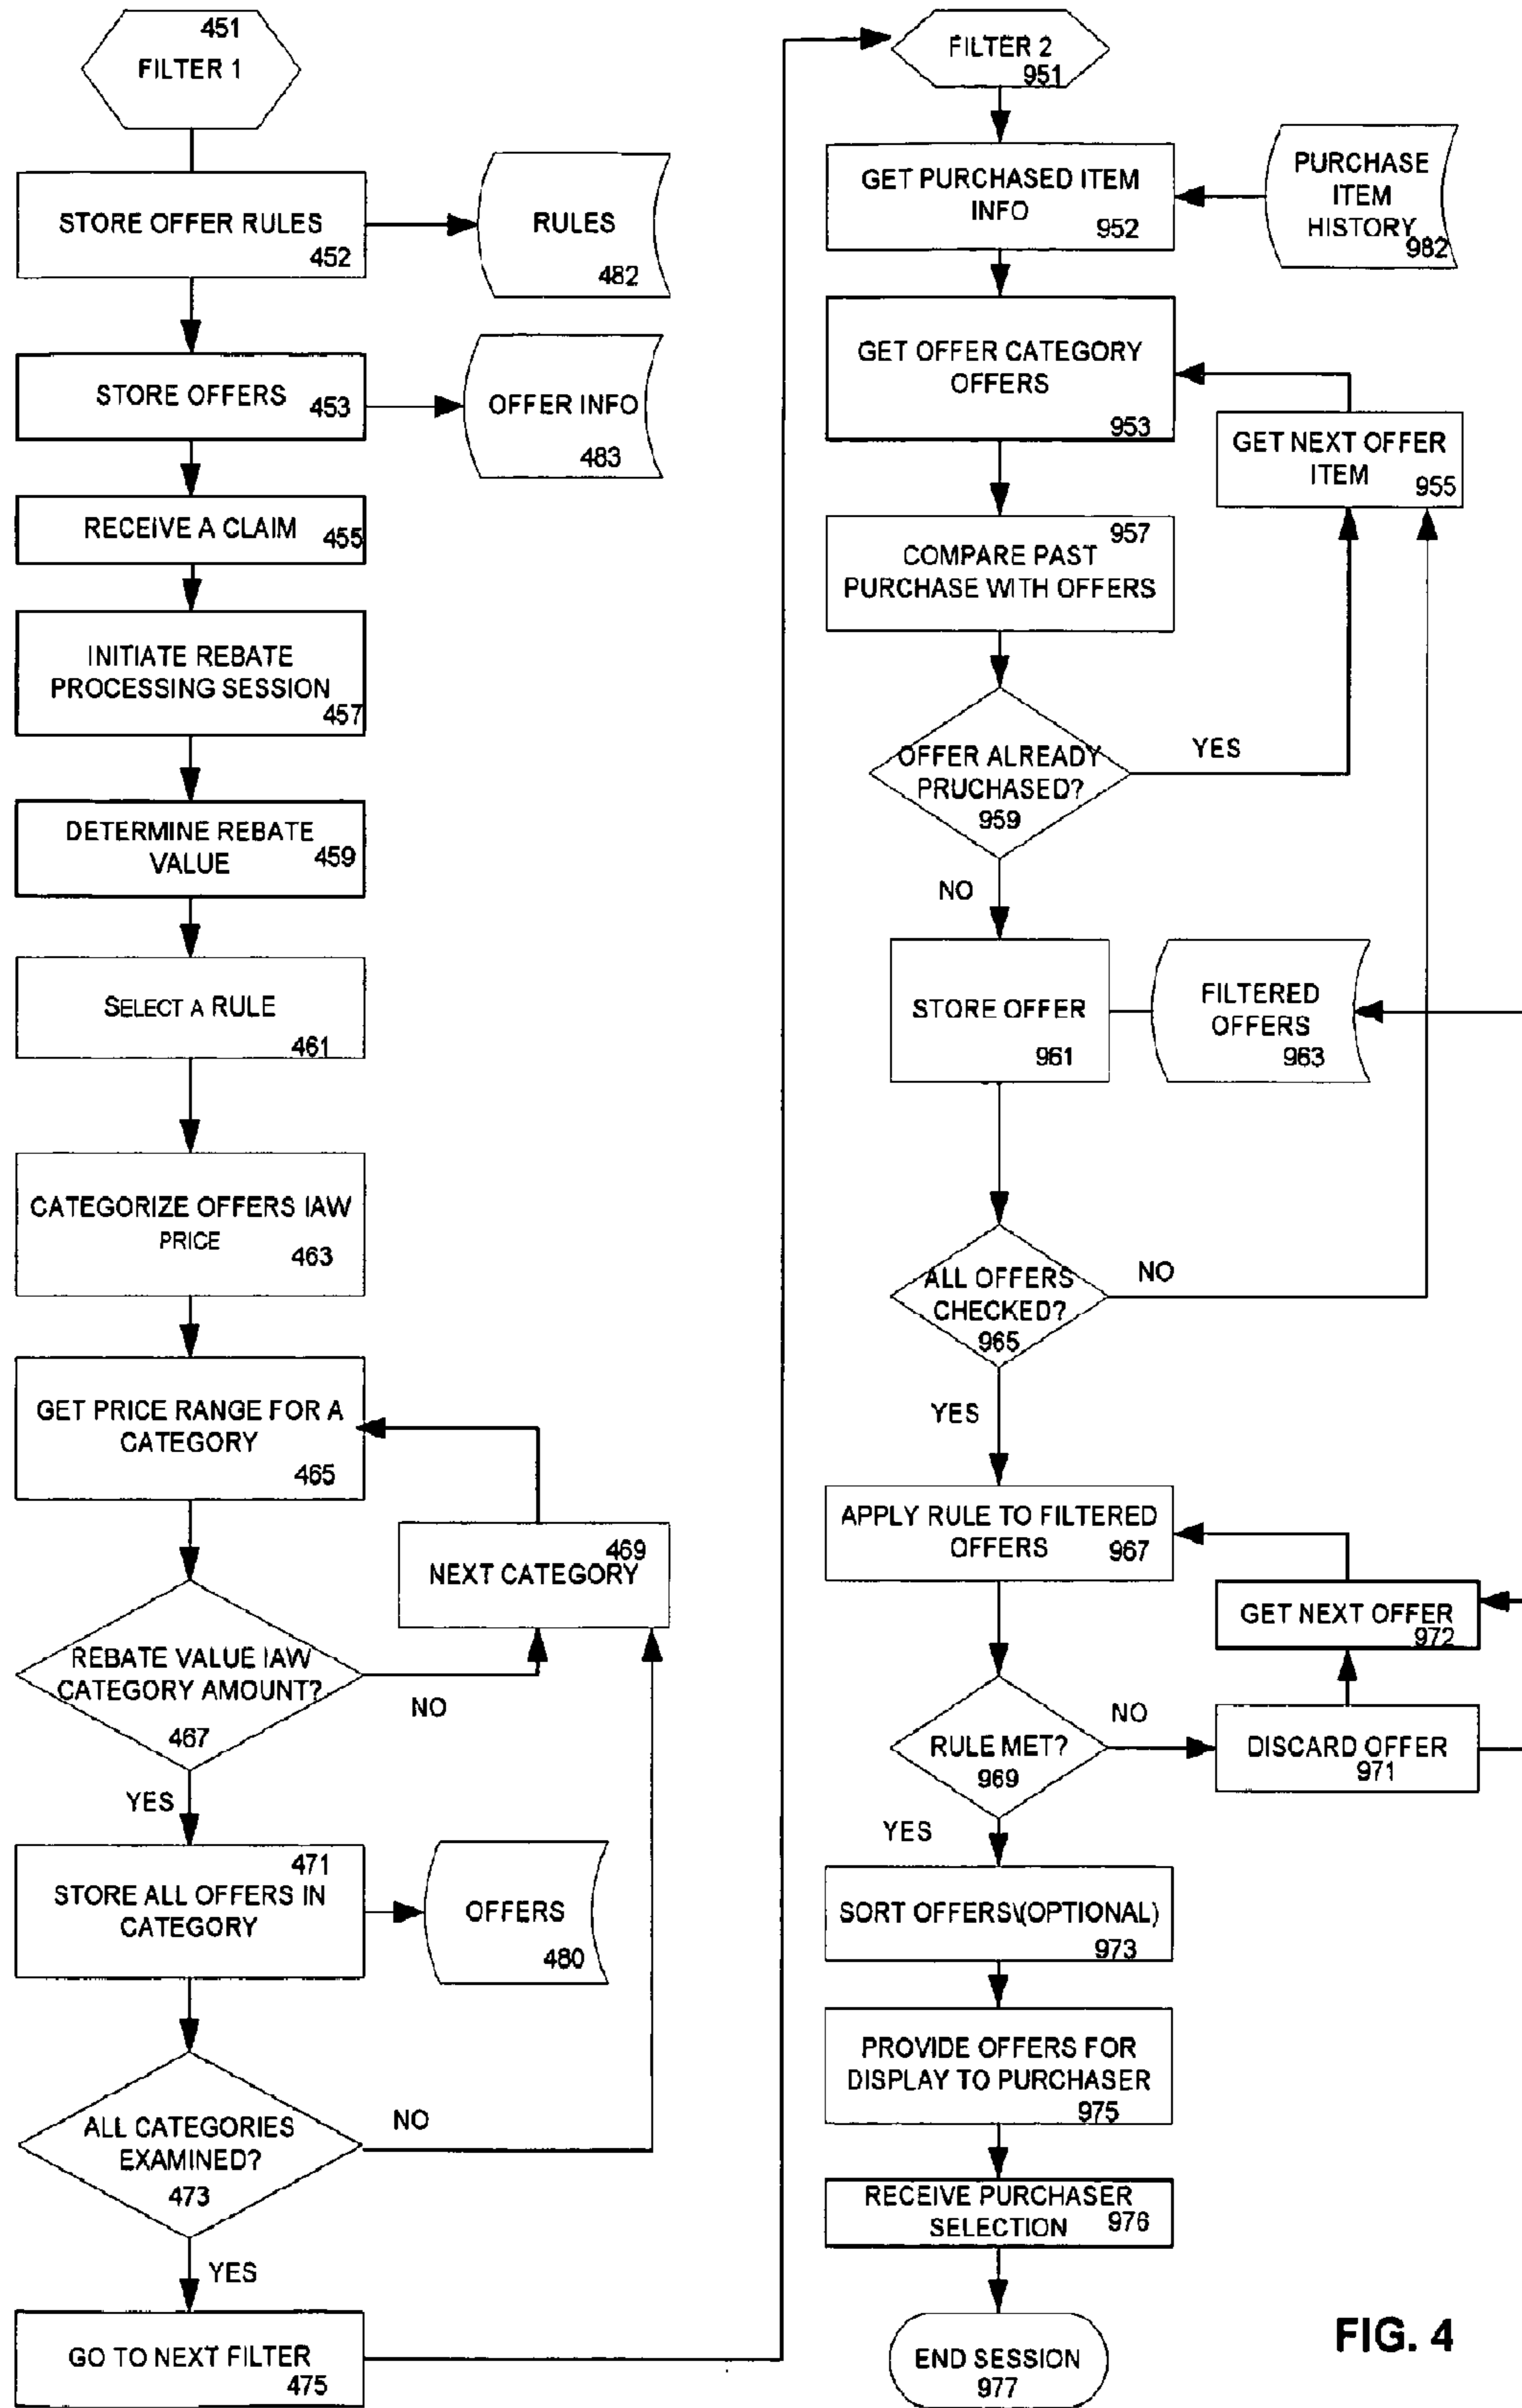 451
FILTER 1
STORE OFFER RULES
452
RULES
482
STORE OFFERS
453
OFFER INFO
483
RECEIVE A CLAIM
455
INITIATE REBATE
PROCESSING SESSION
457
DETERMINE REBATE
VALUE
459
SELECT A RULE
461
CATEGORIZE OFFERS IAW
PRICE
463
GET PRICE RANGE FOR A
CATEGORY
465
469
NEXT CATEGORY
REBATE VALUE IAW
CATEGORY AMOUNT?
467
NO
YES
471
STORE ALL OFFERS IN
CATEGORY
OFFERS
480
ALL CATEGORIES
EXAMINED?
473
NO
YES
GO TO NEXT FILTER
475
FILTER 2
951
GET PURCHASED ITEM
INFO
952
PURCHASE
ITEM
HISTORY
982
GET OFFER CATEGORY
OFFERS
953
GET NEXT OFFER
ITEM
955
957
COMPARE PAST
PURCHASE WITH OFFERS
OFFER ALREADY
PRUCHASED?
959
YES
NO
STORE OFFER
961
FILTERED
OFFERS
963
ALL OFFERS
CHECKED?
965
NO
YES
APPLY RULE TO FILTERED
OFFERS
967
GET NEXT OFFER
972
RULE MET?
969
NO
DISCARD OFFER
971
YES
SORT OFFERS\(OPTIONAL)
973
PROVIDE OFFERS FOR
DISPLAY TO PURCHASER
975
RECEIVE PURCHASER
SELECTION
976
END SESSION
977
FIG. 4